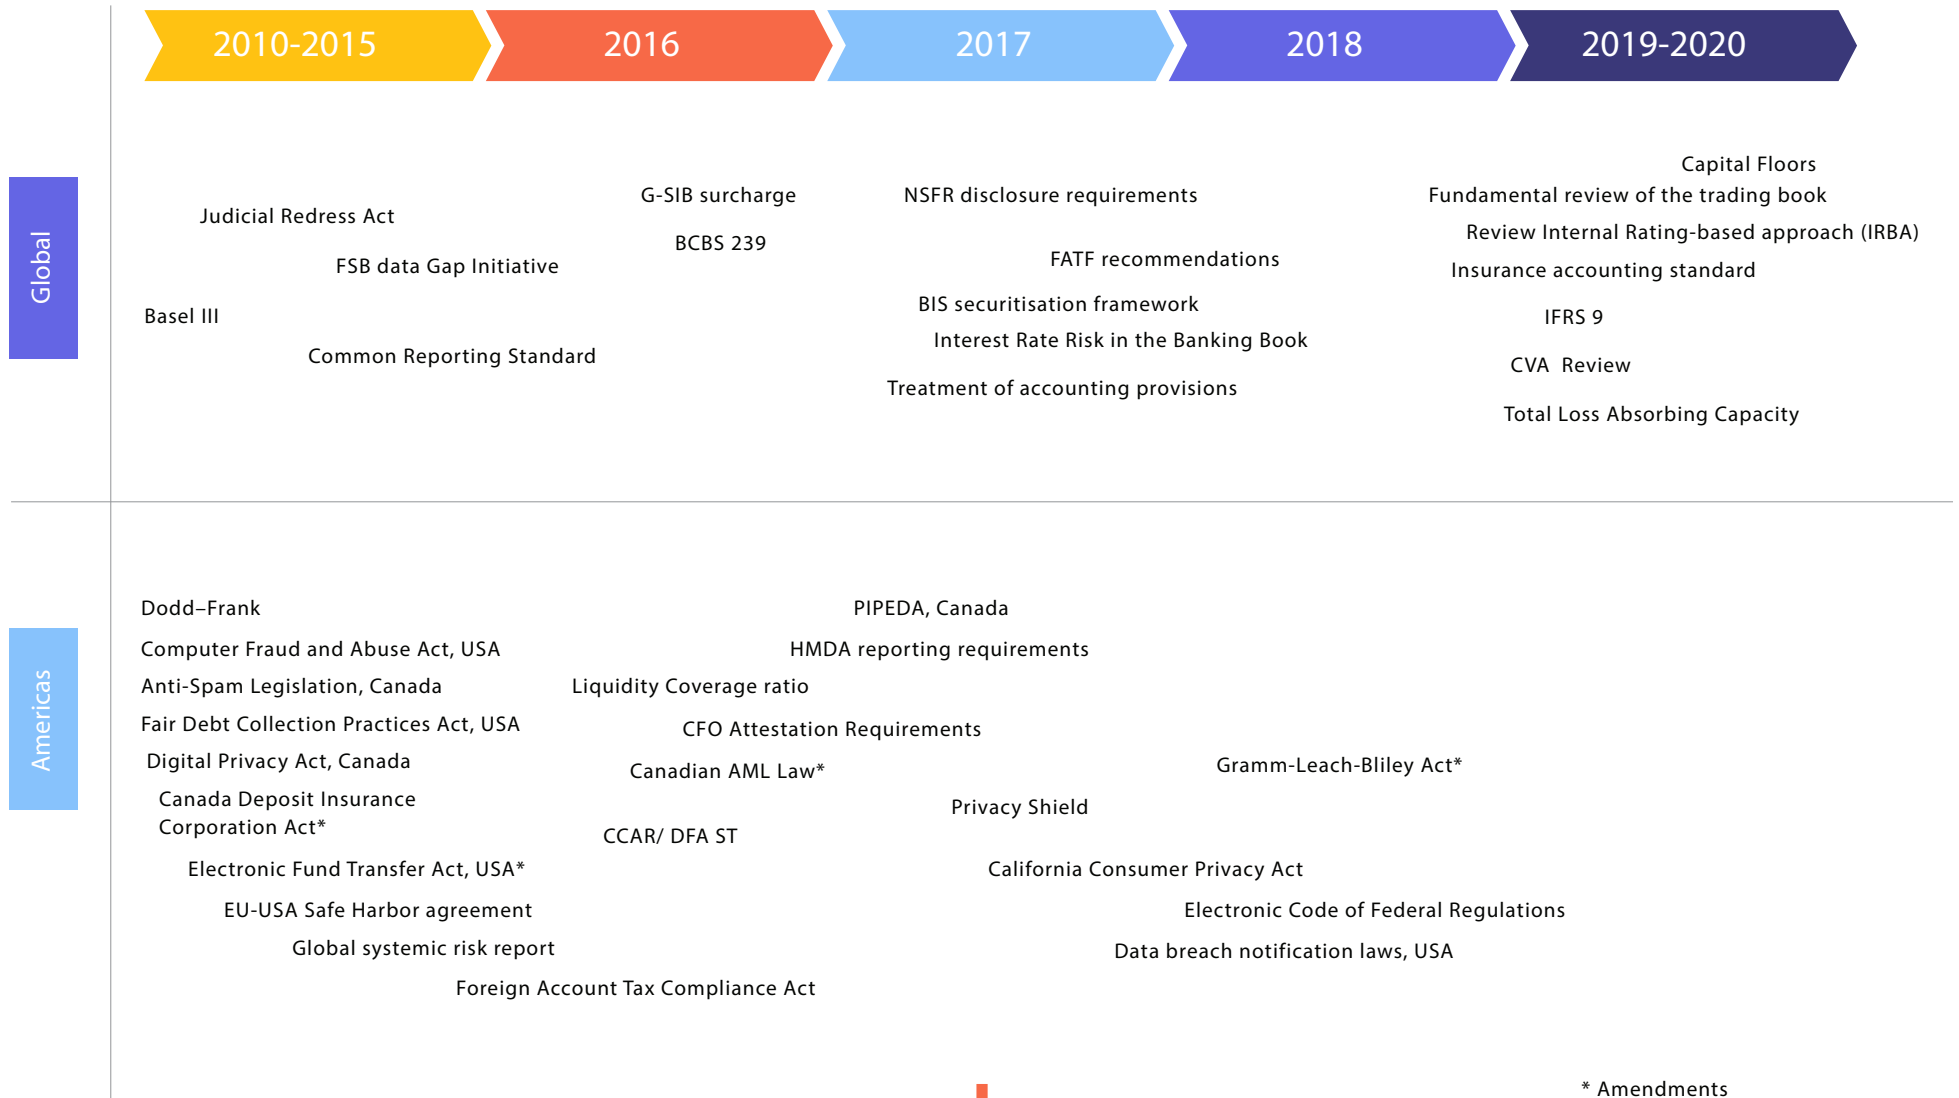 2010-2015
2016
2017
2018
2019-2020
Global
Capital Floors
G-SIB surcharge
NSFR disclosure requirements
Fundamental review of the trading book
Judicial Redress Act
BCBS 239
Review Internal Rating-based approach (IRBA)
FSB data Gap Initiative
FATF recommendations
Insurance accounting standard
Basel III
BIS securitisation framework
IFRS 9
Interest Rate Risk in the Banking Book
Common Reporting Standard
CVA Review
Treatment of accounting provisions
Total Loss Absorbing Capacity
Americas
Dodd–Frank
PIPEDA, Canada
Computer Fraud and Abuse Act, USA
HMDA reporting requirements
Anti-Spam Legislation, Canada
Liquidity Coverage ratio
Fair Debt Collection Practices Act, USA
CFO Attestation Requirements
Digital Privacy Act, Canada
Canadian AML Law*
Gramm-Leach-Bliley Act*
Canada Deposit Insurance
Corporation Act*
Privacy Shield
CCAR/ DFA ST
Electronic Fund Transfer Act, USA*
California Consumer Privacy Act
EU-USA Safe Harbor agreement
Electronic Code of Federal Regulations
Global systemic risk report
Data breach notification laws, USA
Foreign Account Tax Compliance Act
* Amendments